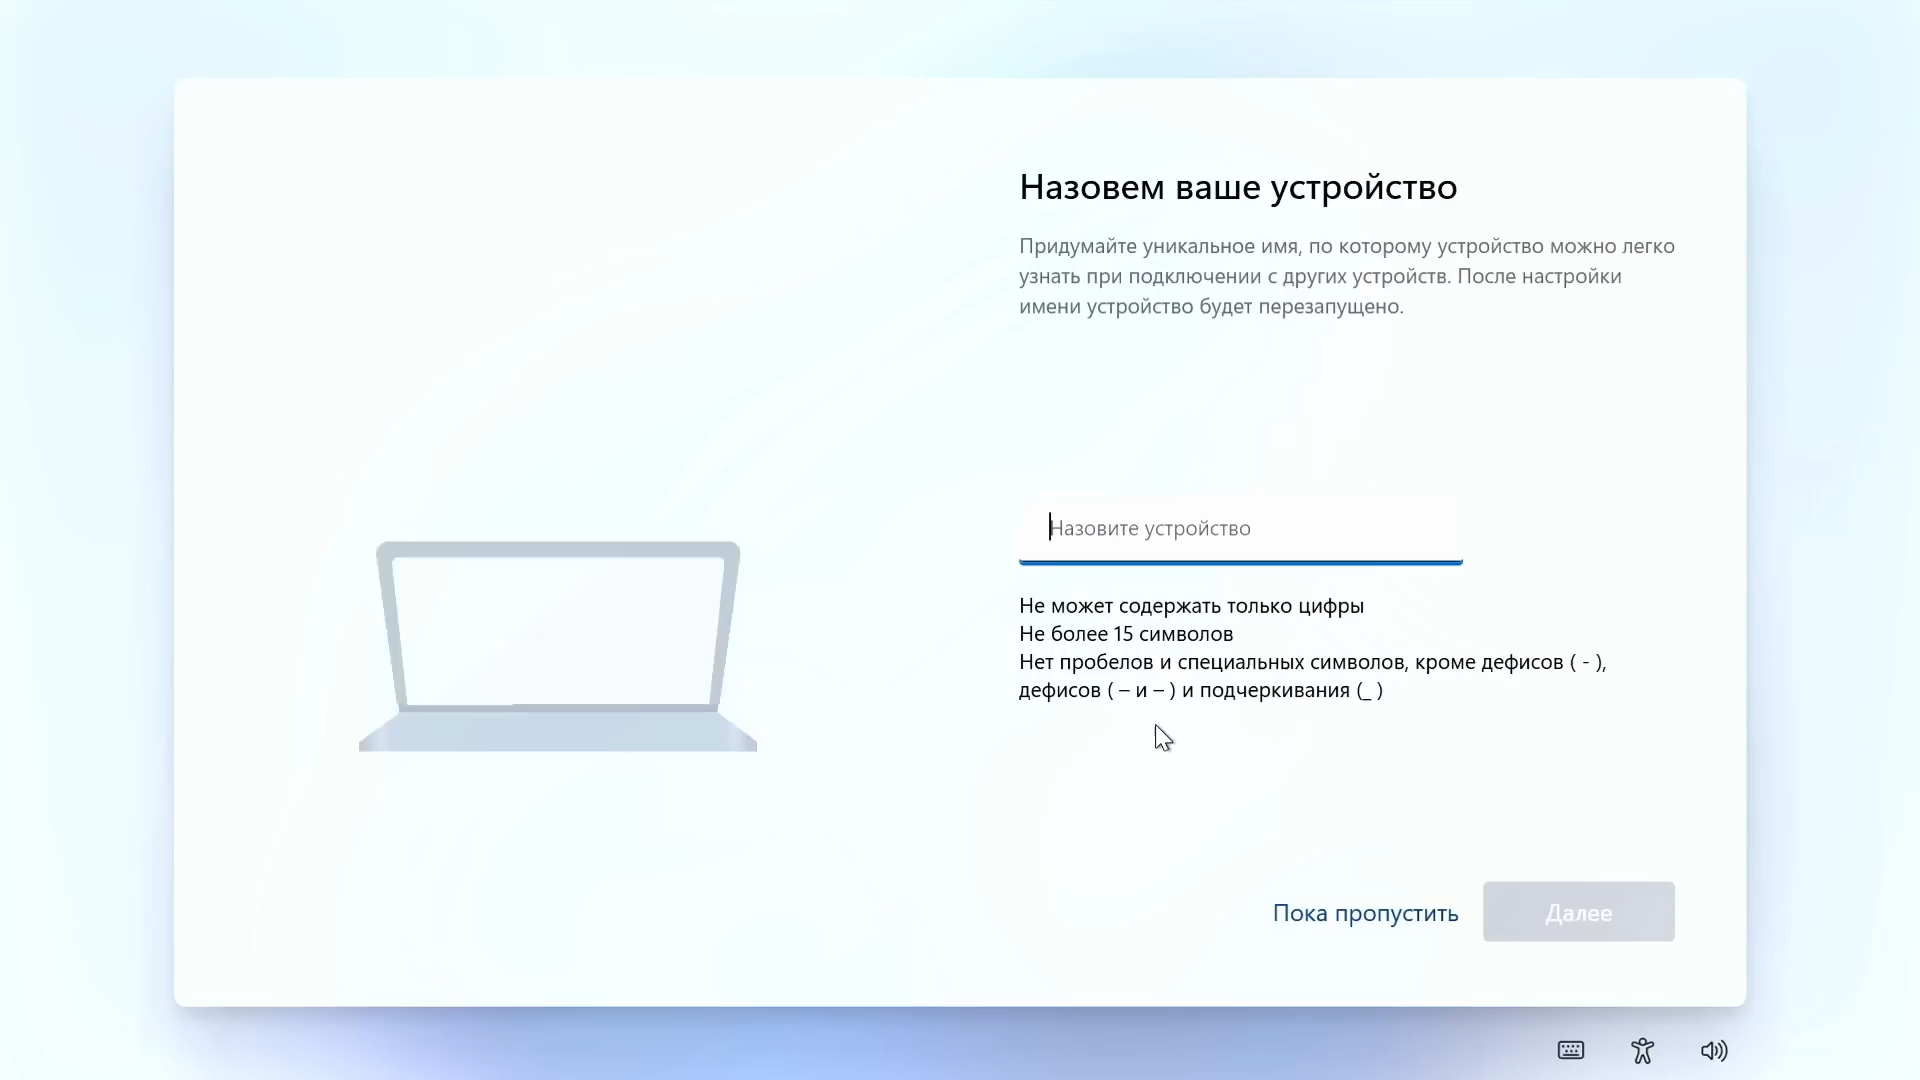 Назовем ваше устройство
Придумайте уникальное имя, по которому устройство можно легко
узнать при подключении с других устройств. После настройки
имени устройство будет перезапущено.
Назовите устройство
Не может содержать только цифры
Не более 15 символов
Нет пробелов и специальных символов, кроме дефисов ( - ),
дефисов ( – и – ) и подчеркивания (_ )
Пока пропустить
Далее